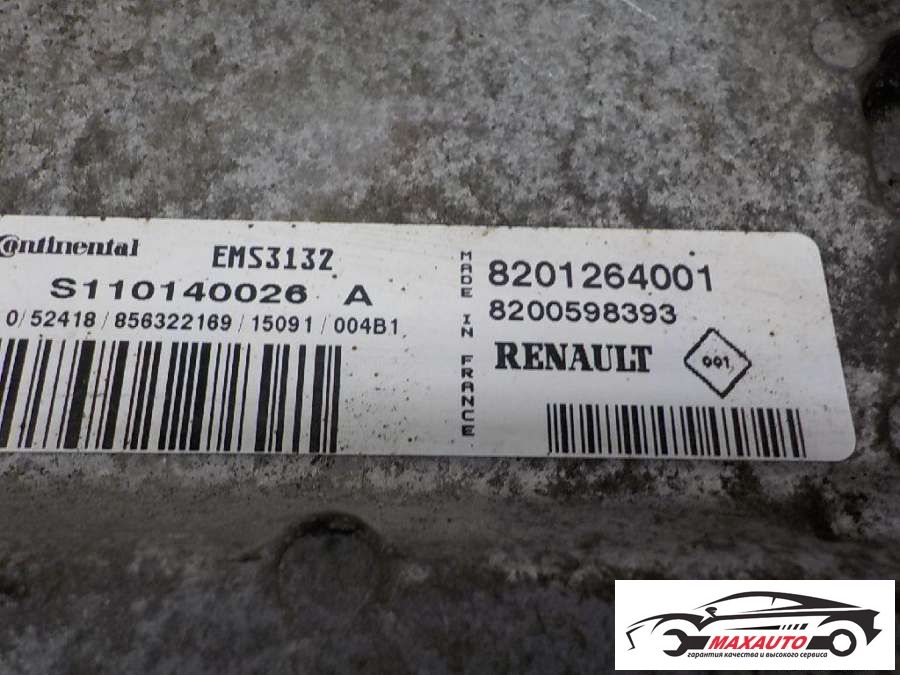 Continental
EMS3132
S110140026 A
0/52418/856322169/15091/004B1
MADE IN FRANCE
8201264001
8200598393
RENAULT
001
MAXAUTO
гарантия качества и высокого сервиса